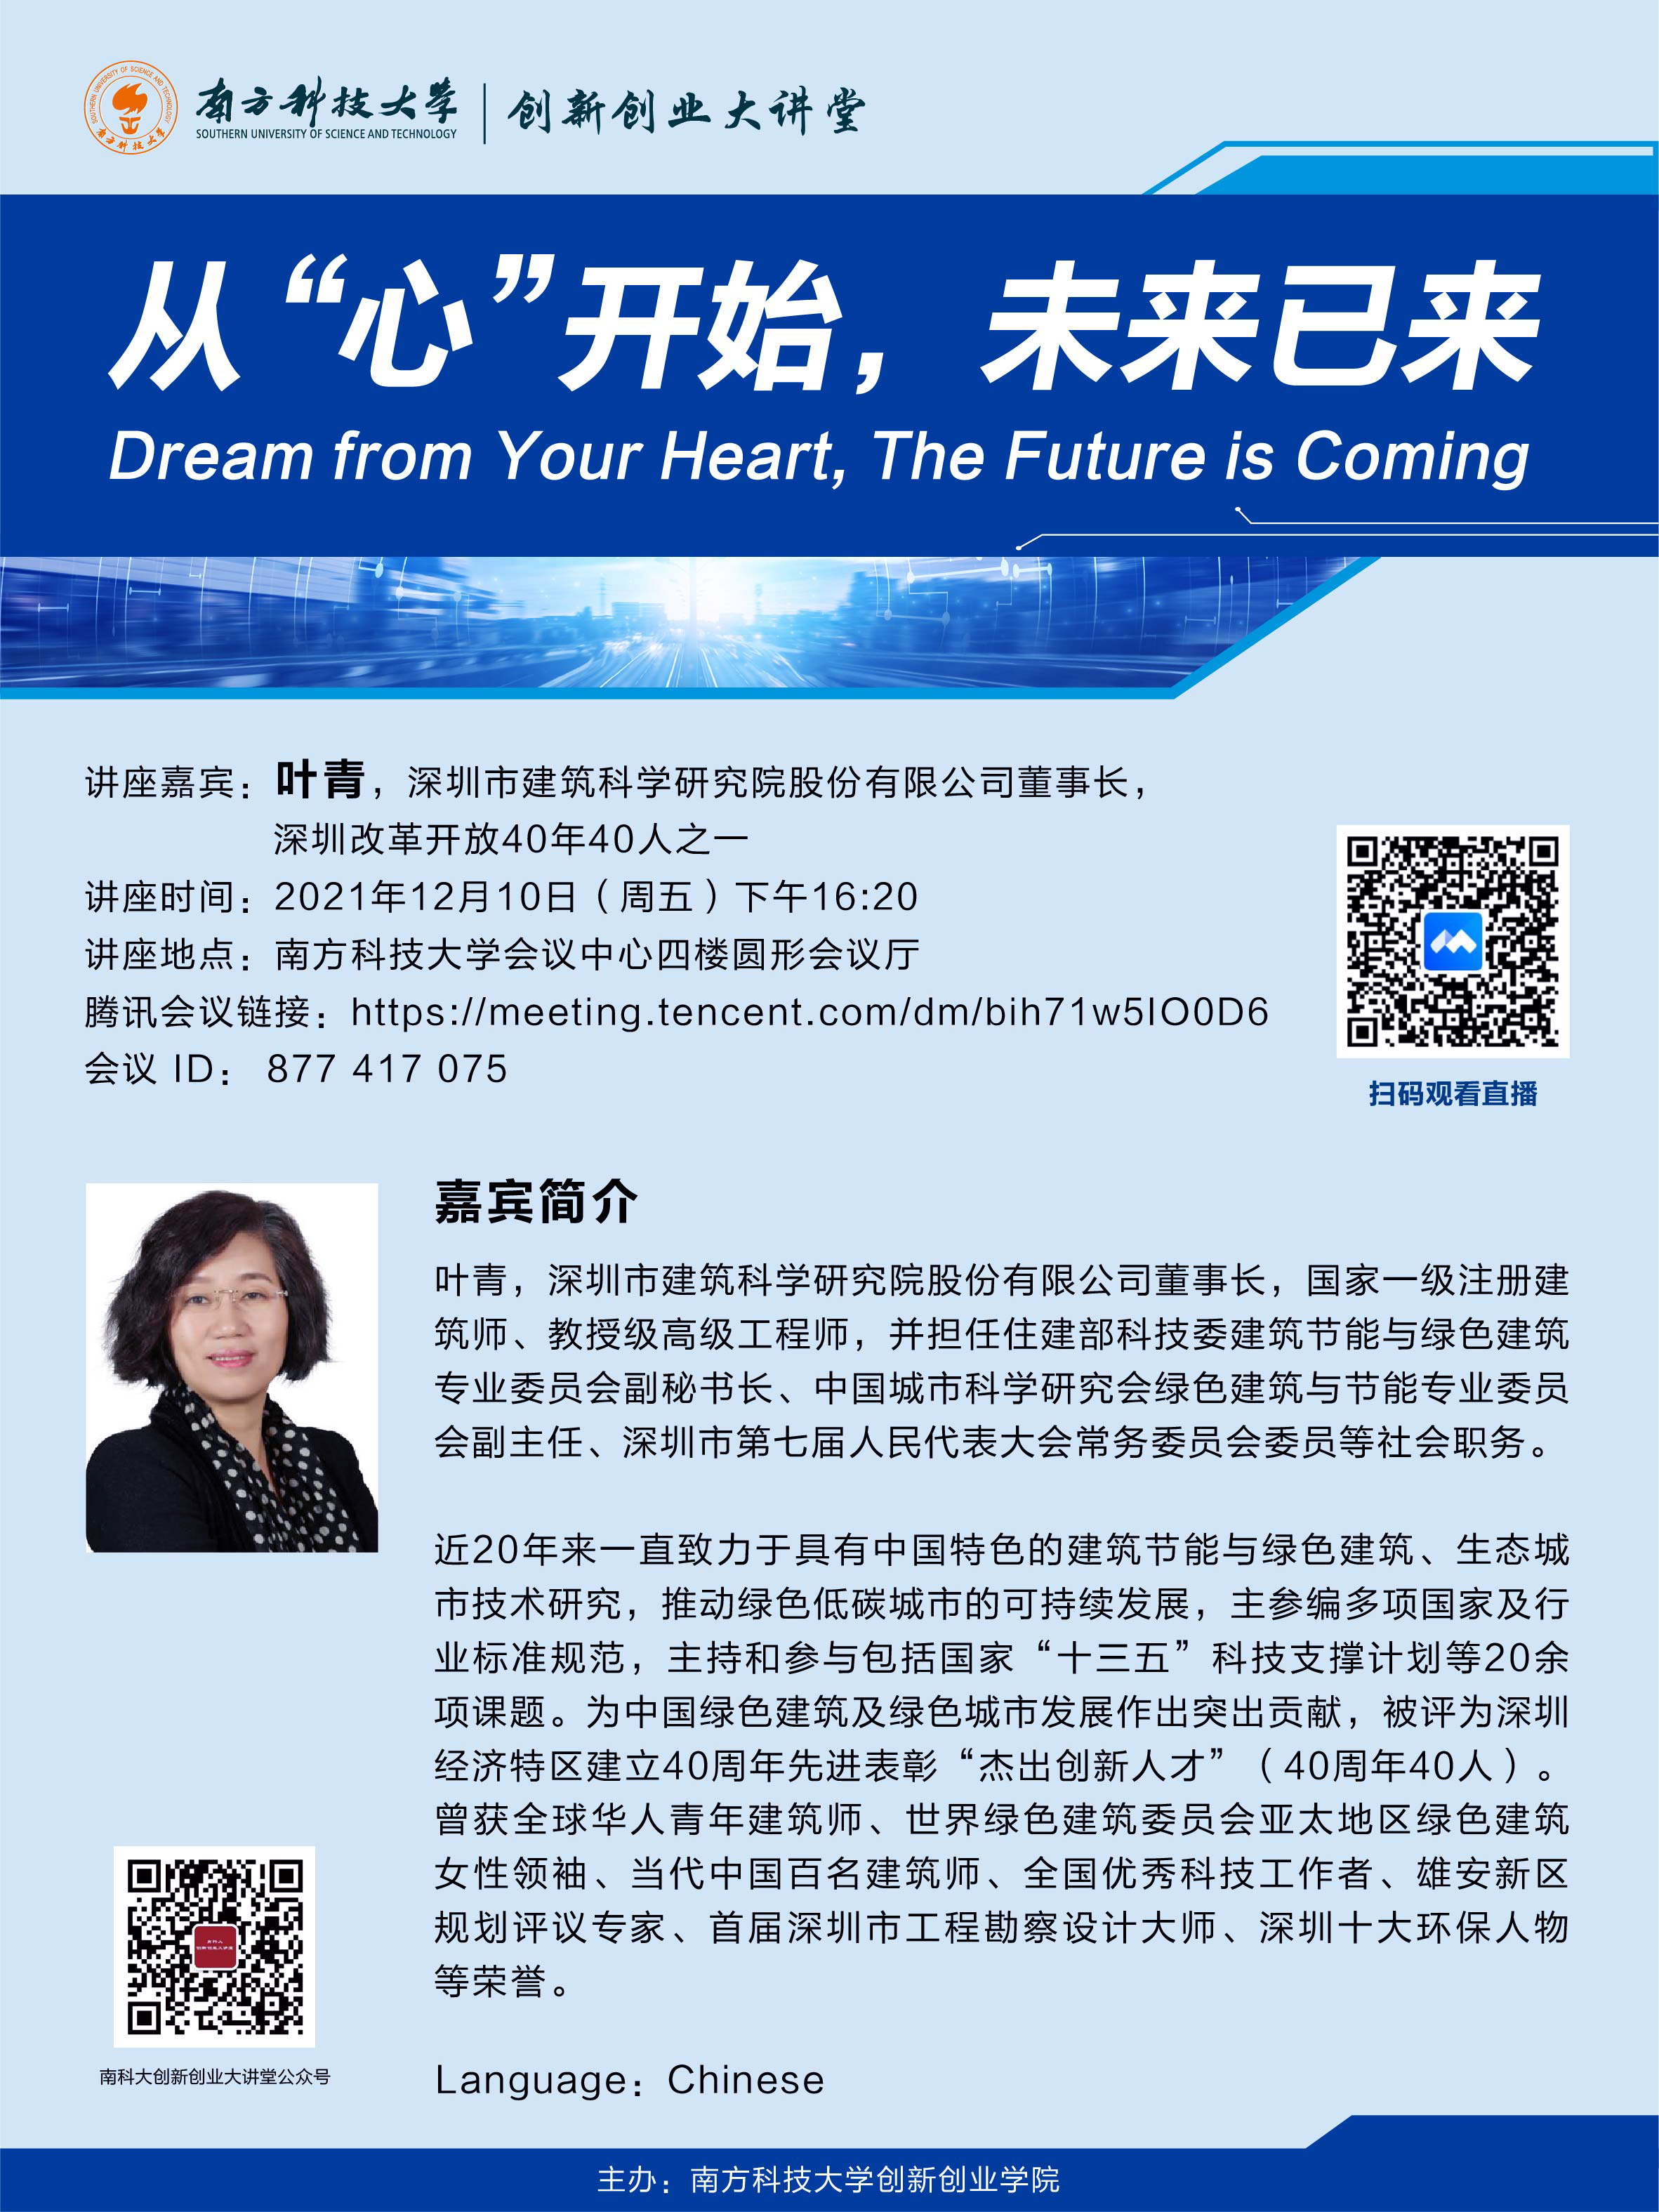 南方科技大学
SOUTHERN UNIVERSITY OF SCIENCE AND TECHNOLOGY
创新创业大讲堂
从“心”开始，未来已来
Dream from Your Heart, The Future is Coming
讲座嘉宾：叶青，深圳市建筑科学研究院股份有限公司董事长，
深圳改革开放40年40人之一
讲座时间：2021年12月10日（周五）下午16:20
讲座地点：南方科技大学会议中心四楼圆形会议厅
腾讯会议链接：https://meeting.tencent.com/dm/bih71w5IO0D6
会议 ID： 877 417 075
扫码观看直播
嘉宾简介
叶青，深圳市建筑科学研究院股份有限公司董事长，国家一级注册建
筑师、教授级高级工程师，并担任住建部科技委建筑节能与绿色建筑
专业委员会副秘书长、中国城市科学研究会绿色建筑与节能专业委员
会副主任、深圳市第七届人民代表大会常务委员会委员等社会职务。
近20年来一直致力于具有中国特色的建筑节能与绿色建筑、生态城
市技术研究，推动绿色低碳城市的可持续发展，主参编多项国家及行
业标准规范，主持和参与包括国家“十三五”科技支撑计划等20余
项课题。为中国绿色建筑及绿色城市发展作出突出贡献，被评为深圳
经济特区建立40周年先进表彰“杰出创新人才”（40周年40人）。
曾获全球华人青年建筑师、世界绿色建筑委员会亚太地区绿色建筑
女性领袖、当代中国百名建筑师、全国优秀科技工作者、雄安新区
规划评议专家、首届深圳市工程勘察设计大师、深圳十大环保人物
等荣誉。
南科大创新创业大讲堂公众号
Language：Chinese
主办：南方科技大学创新创业学院